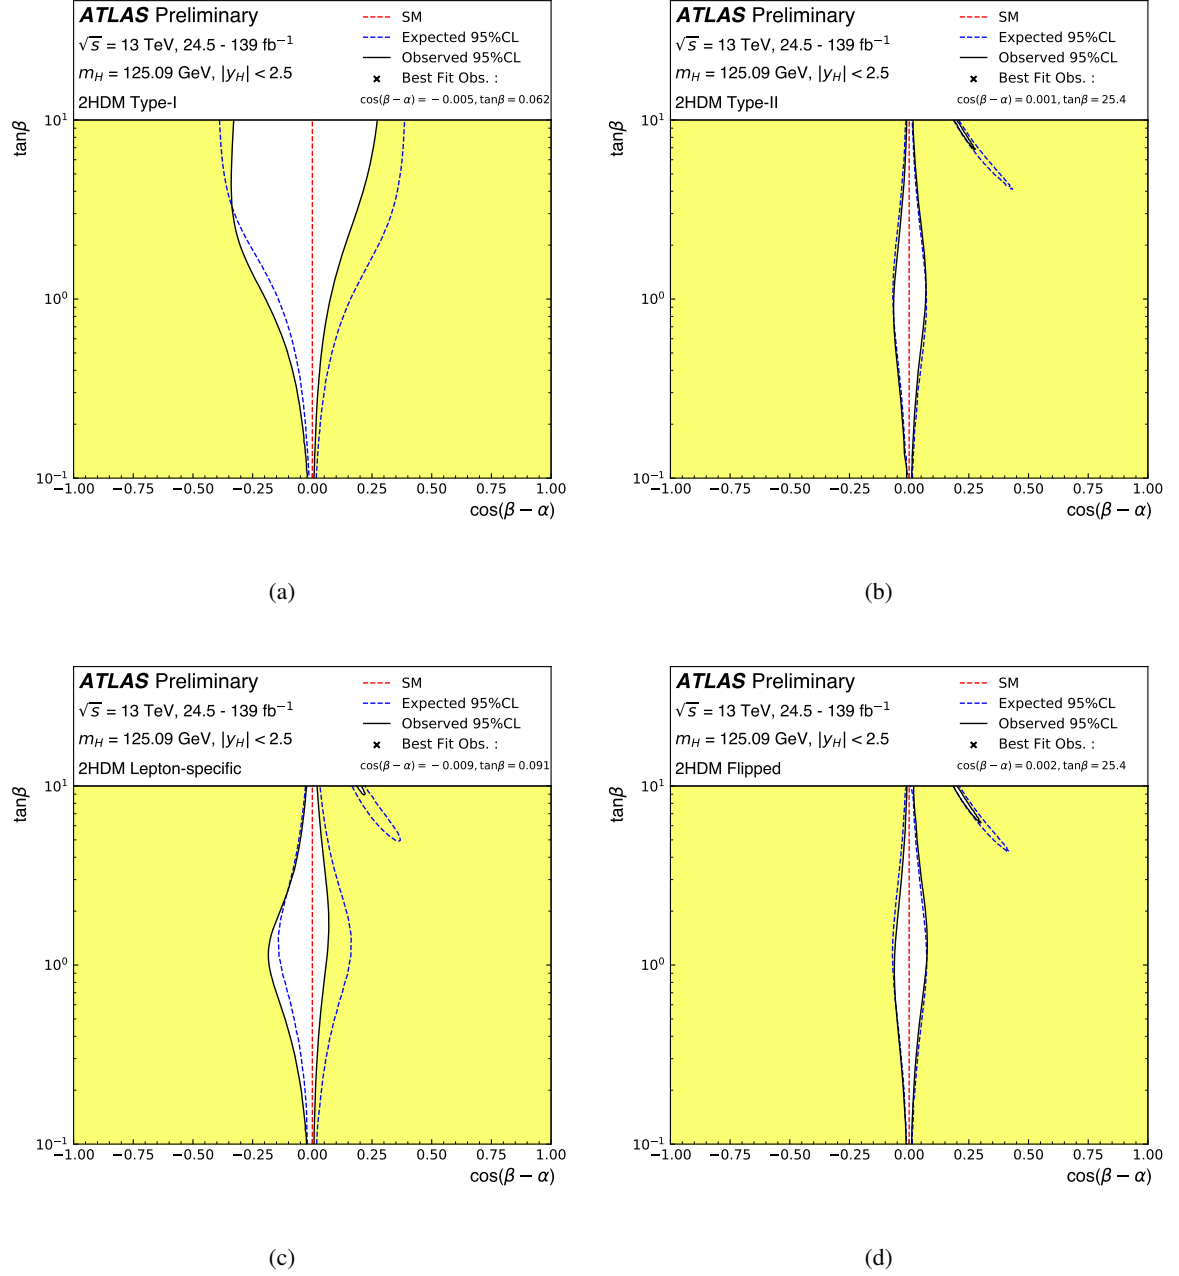 ATLAS Preliminary
√s = 13 TeV, 24.5 - 139 fb⁻¹
m_H = 125.09 GeV, |y_H| < 2.5
2HDM Type-I
SM
Expected 95%CL
Observed 95%CL
Best Fit Obs. :
cos(β − α) = − 0.005, tanβ = 0.062
tanβ
10¹
10⁰
10⁻¹
−1.00 −0.75 −0.50 −0.25 0.00 0.25 0.50 0.75 1.00
cos(β − α)
(a)
ATLAS Preliminary
√s = 13 TeV, 24.5 - 139 fb⁻¹
m_H = 125.09 GeV, |y_H| < 2.5
2HDM Type-II
SM
Expected 95%CL
Observed 95%CL
Best Fit Obs. :
cos(β − α) = 0.001, tanβ = 25.4
tanβ
10¹
10⁰
10⁻¹
−1.00 −0.75 −0.50 −0.25 0.00 0.25 0.50 0.75 1.00
cos(β − α)
(b)
ATLAS Preliminary
√s = 13 TeV, 24.5 - 139 fb⁻¹
m_H = 125.09 GeV, |y_H| < 2.5
2HDM Lepton-specific
SM
Expected 95%CL
Observed 95%CL
Best Fit Obs. :
cos(β − α) = − 0.009, tanβ = 0.091
tanβ
10¹
10⁰
10⁻¹
−1.00 −0.75 −0.50 −0.25 0.00 0.25 0.50 0.75 1.00
cos(β − α)
(c)
ATLAS Preliminary
√s = 13 TeV, 24.5 - 139 fb⁻¹
m_H = 125.09 GeV, |y_H| < 2.5
2HDM Flipped
SM
Expected 95%CL
Observed 95%CL
Best Fit Obs. :
cos(β − α) = 0.002, tanβ = 25.4
tanβ
10¹
10⁰
10⁻¹
−1.00 −0.75 −0.50 −0.25 0.00 0.25 0.50 0.75 1.00
cos(β − α)
(d)